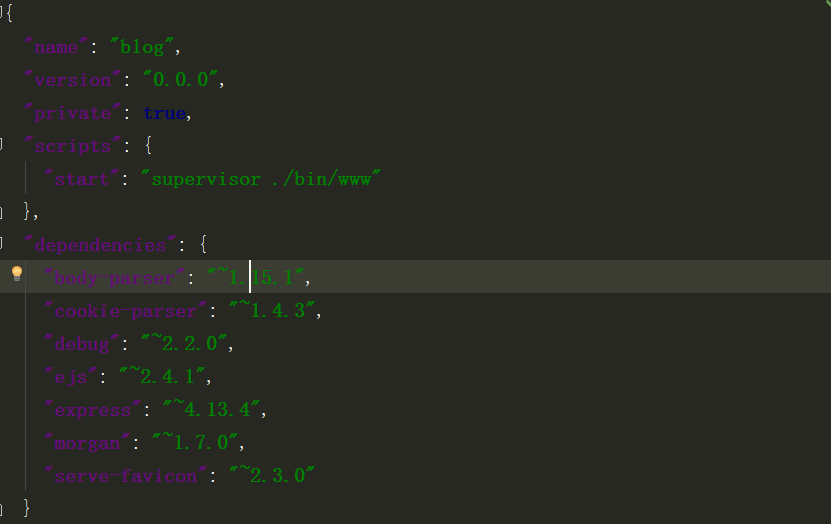 {
"name": "blog",
"version": "0.0.0",
"private": true,
"scripts": {
"start": "supervisor ./bin/www"
},
"dependencies": {
"body-parser": "~1.15.1",
"cookie-parser": "~1.4.3",
"debug": "~2.2.0",
"ejs": "~2.4.1",
"express": "~4.13.4",
"morgan": "~1.7.0",
"serve-favicon": "~2.3.0"
}